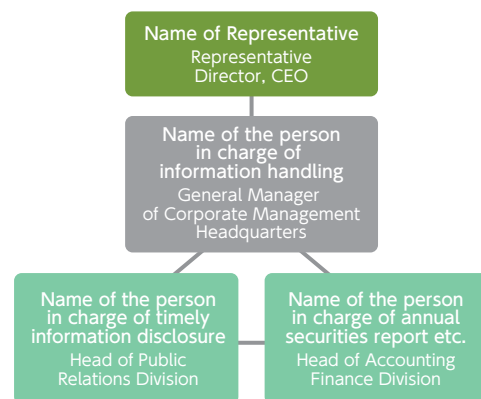 Name of Representative
Representative
Director, CEO
Name of the person
in charge of
information handling
General Manager
of Corporate Management
Headquarters
Name of the person
in charge of timely
information disclosure
Head of Public
Relations Division
Name of the person
in charge of annual
securities report etc.
Head of Accounting
Finance Division